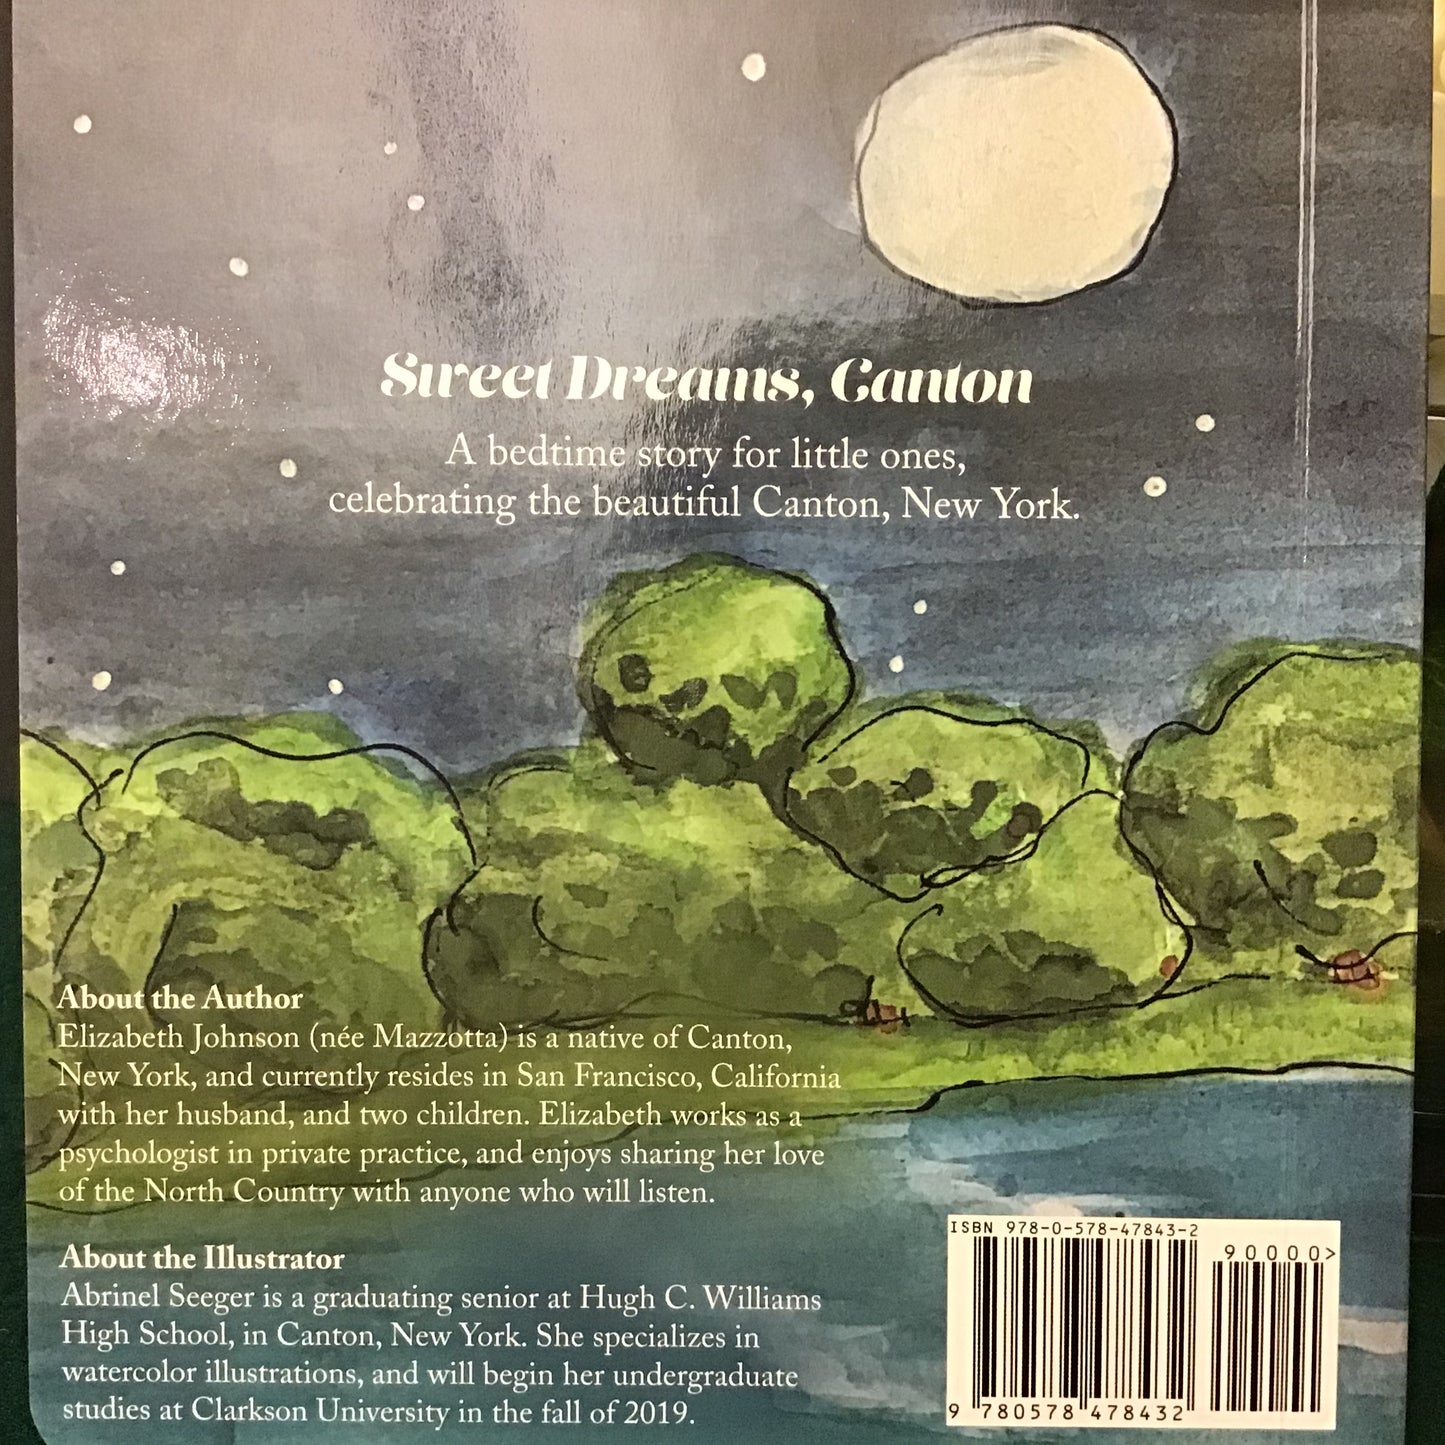 Sweet Dreams, Canton
A bedtime story for little ones,
celebrating the beautiful Canton, New York.
About the Author
Elizabeth Johnson (née Mazzotta) is a native of Canton,
New York, and currently resides in San Francisco, California
with her husband, and two children. Elizabeth works as a
psychologist in private practice, and enjoys sharing her love
of the North Country with anyone who will listen.
About the Illustrator
Abrinel Seeger is a graduating senior at Hugh C. Williams
High School, in Canton, New York. She specializes in
watercolor illustrations, and will begin her undergraduate
studies at Clarkson University in the fall of 2019.
ISBN 978-0-578-47843-2
90000>
9 780578 478432